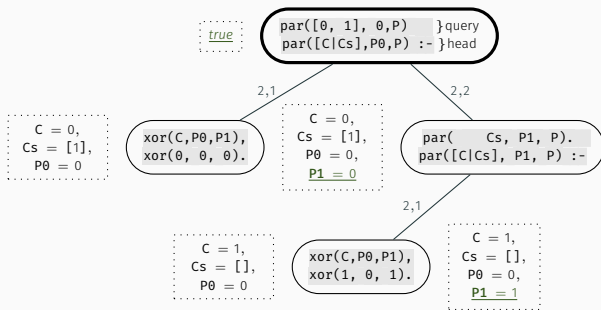 true
par([0, 1], 0,P) }query
par([C|Cs],P0,P) :- }head
2,1
2,2
C = 0,
Cs = [1],
P0 = 0
xor(C,P0,P1),
xor(0, 0, 0).
C = 0,
Cs = [1],
P0 = 0,
P1 = 0
par( Cs, P1, P).
par([C|Cs], P1, P) :-
2,1
C = 1,
Cs = [],
P0 = 0
xor(C,P0,P1),
xor(1, 0, 1).
C = 1,
Cs = [],
P0 = 0,
P1 = 1